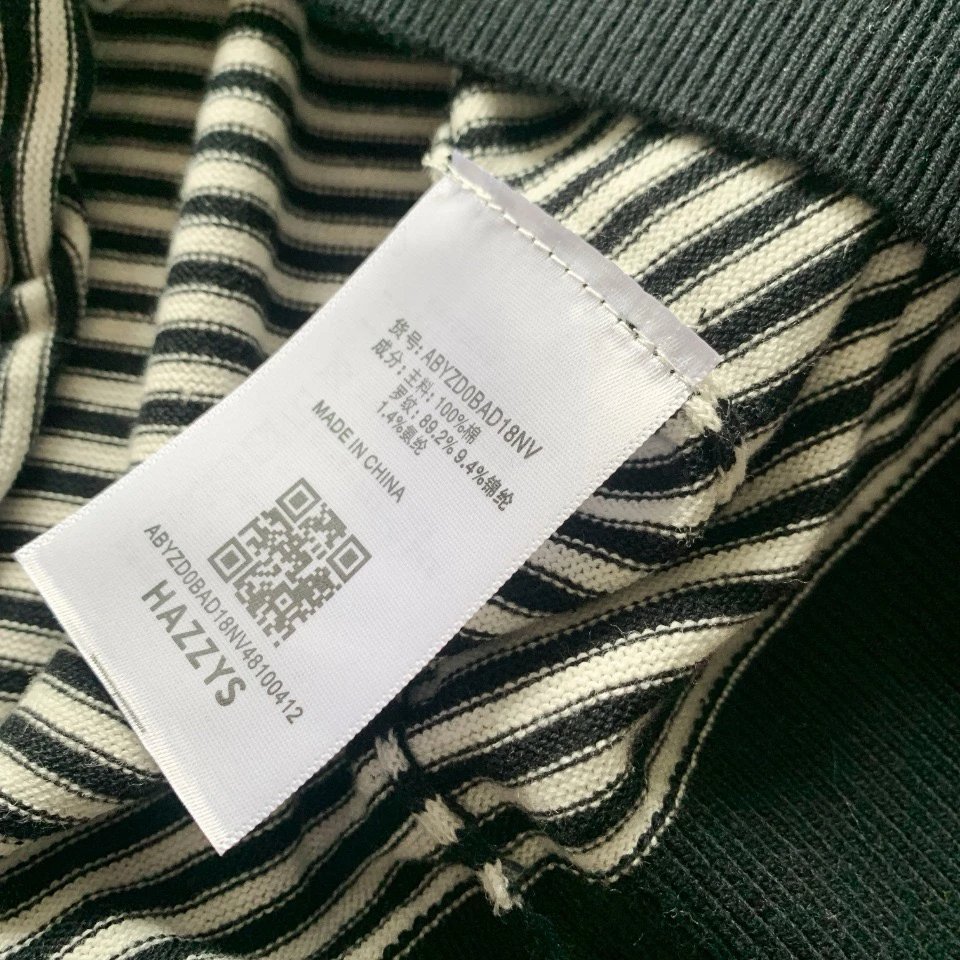 货号: ABYZD0BAD18NV
成分: 主料: 100%棉
罗纹: 89.2% 9.4%锦纶
1.4%氨纶
MADE IN CHINA
ABYZD0BAD18NV48100412
HAZZYS